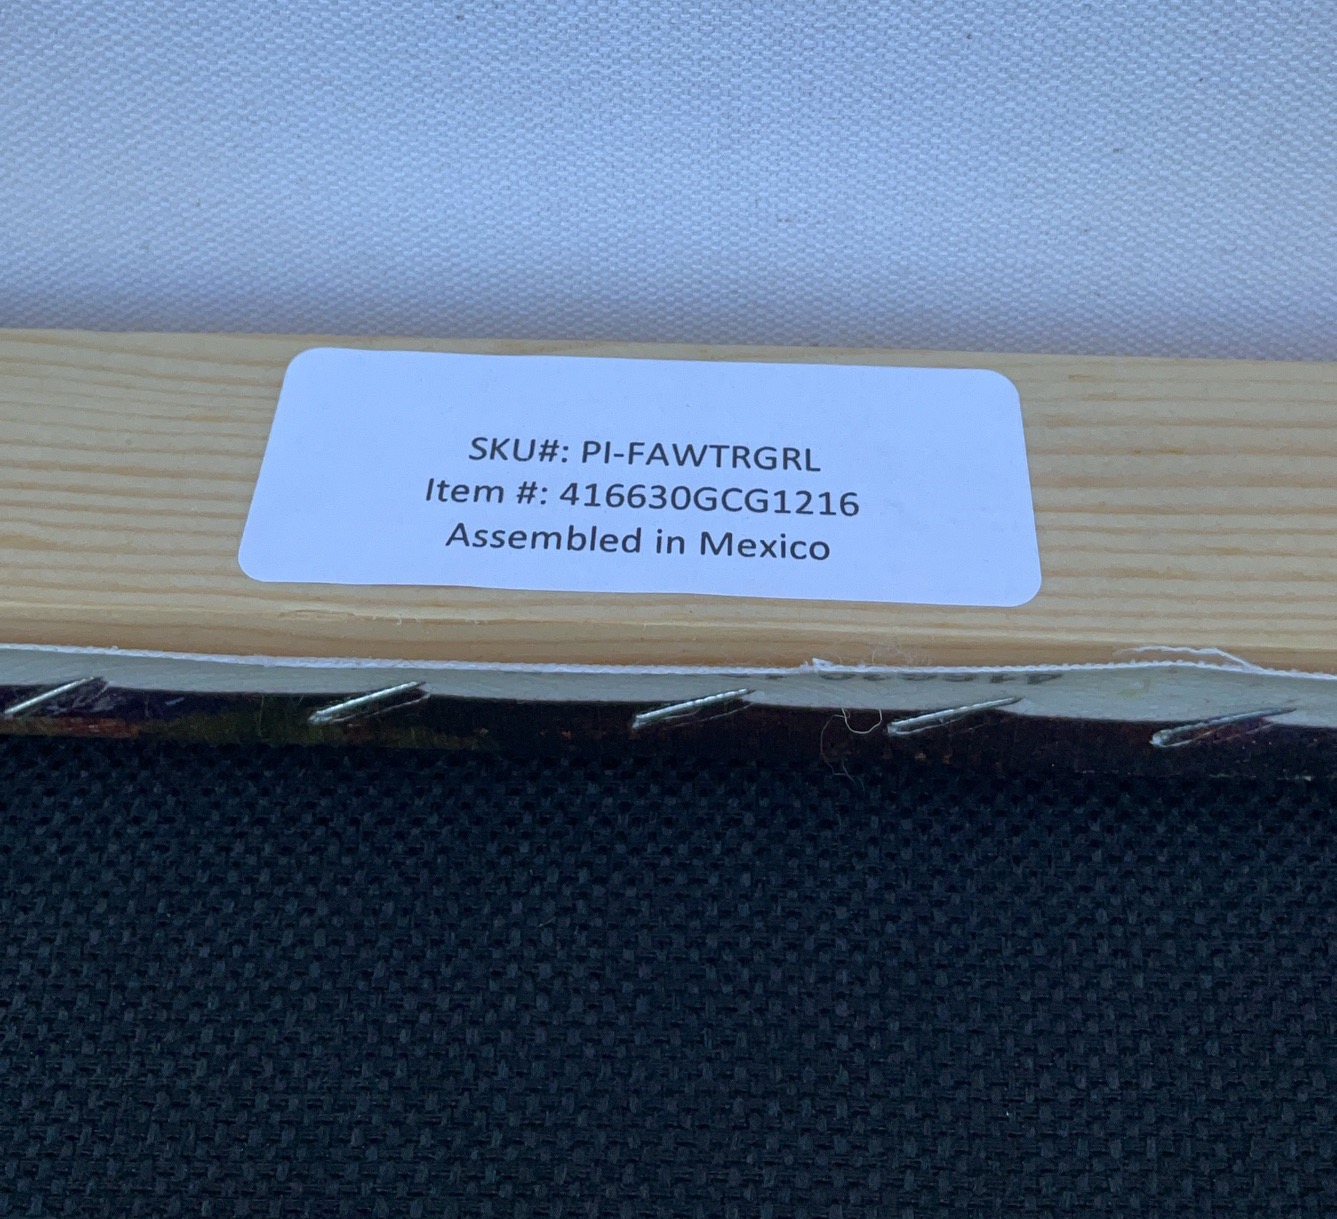 SKU#: PI-FAWTRGRL
Item #: 416630GCG1216
Assembled in Mexico